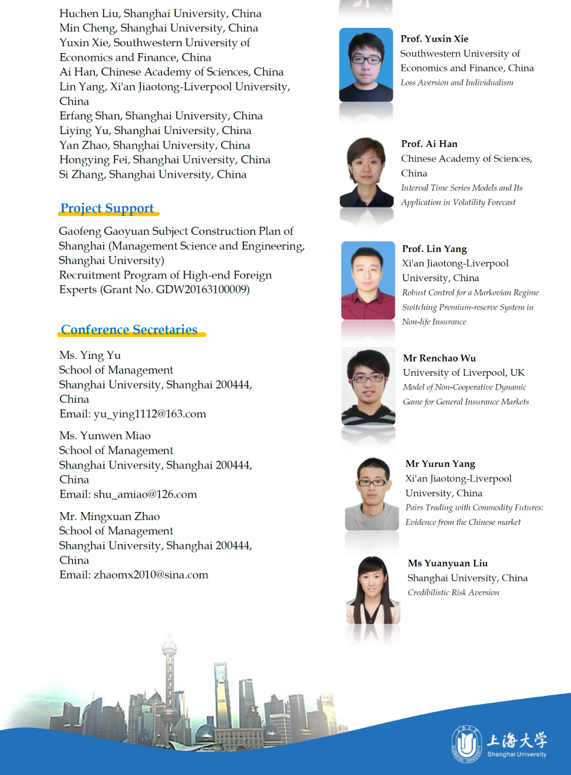 Huchen Liu, Shanghai University, China
Min Cheng, Shanghai University, China
Yuxin Xie, Southwestern University of
Economics and Finance, China
Ai Han, Chinese Academy of Sciences, China
Lin Yang, Xi'an Jiaotong-Liverpool University,
China
Erfang Shan, Shanghai University, China
Liying Yu, Shanghai University, China
Yan Zhao, Shanghai University, China
Hongying Fei, Shanghai University, China
Si Zhang, Shanghai University, China
Project Support
Gaofeng Gaoyuan Subject Construction Plan of
Shanghai (Management Science and Engineering,
Shanghai University)
Recruitment Program of High-end Foreign
Experts (Grant No. GDW20163100009)
Conference Secretaries
Ms. Ying Yu
School of Management
Shanghai University, Shanghai 200444,
China
Email: yu_ying1112@163.com
Ms. Yunwen Miao
School of Management
Shanghai University, Shanghai 200444,
China
Email: shu_amiao@126.com
Mr. Mingxuan Zhao
School of Management
Shanghai University, Shanghai 200444,
China
Email: zhaomx2010@sina.com
Prof. Yuxin Xie
Southwestern University of
Economics and Finance, China
Loss Aversion and Individualism
Prof. Ai Han
Chinese Academy of Sciences,
China
Interval Time Series Models and Its
Application in Volatility Forecast
Prof. Lin Yang
Xi'an Jiaotong-Liverpool
University, China
Robust Control for a Markovian Regime
Switching Premium-reserve System in
Non-life Insurance
Mr Renchao Wu
University of Liverpool, UK
Model of Non-Cooperative Dynamic
Game for General Insurance Markets
Mr Yurun Yang
Xi'an Jiaotong-Liverpool
University, China
Pairs Trading with Commodity Futures:
Evidence from the Chinese market
Ms Yuanyuan Liu
Shanghai University, China
Credibilistic Risk Aversion
上海大学
Shanghai University